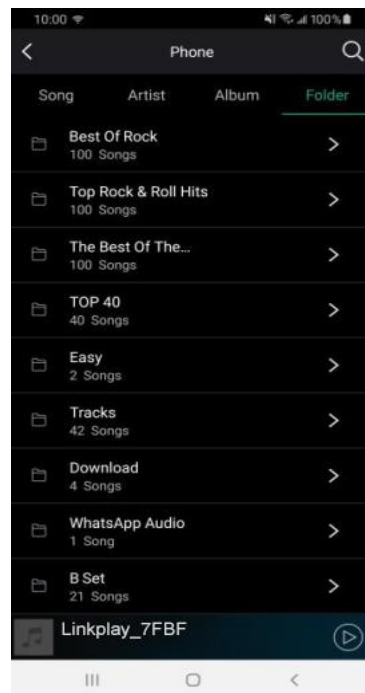 10:00 100%
Phone
Song Artist Album Folder
Best Of Rock
100 Songs
Top Rock & Roll Hits
100 Songs
The Best Of The...
100 Songs
TOP 40
40 Songs
Easy
2 Songs
Tracks
42 Songs
Download
4 Songs
WhatsApp Audio
1 Song
B Set
21 Songs
Linkplay_7FBF